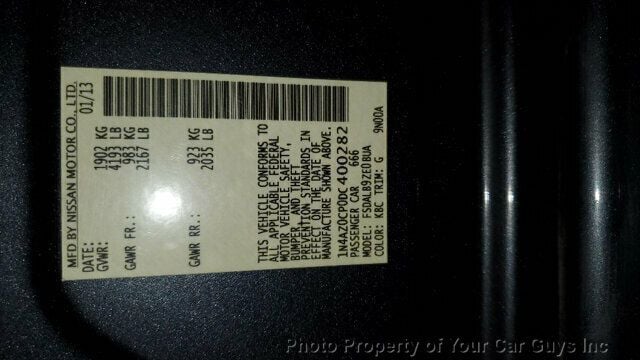 MFD BY NISSAN MOTOR CO., LTD.
DATE: 01/13
GVWR: 1902 KG
4193 LB
GAWR FR.: 983 KG
2167 LB
GAWR RR.: 923 KG
2035 LB
THIS VEHICLE CONFORMS TO
ALL APPLICABLE FEDERAL
MOTOR VEHICLE SAFETY,
BUMPER, AND THEFT
PREVENTION STANDARDS IN
EFFECT ON THE DATE OF
MANUFACTURE SHOWN ABOVE.
1N4AZ0CP0DC400282
PASSENGER CAR 666
MODEL: FSDALB9ZE0BUA
COLOR: KBC TRIM: G 9N00A
Photo Property of Your Car Guys Inc